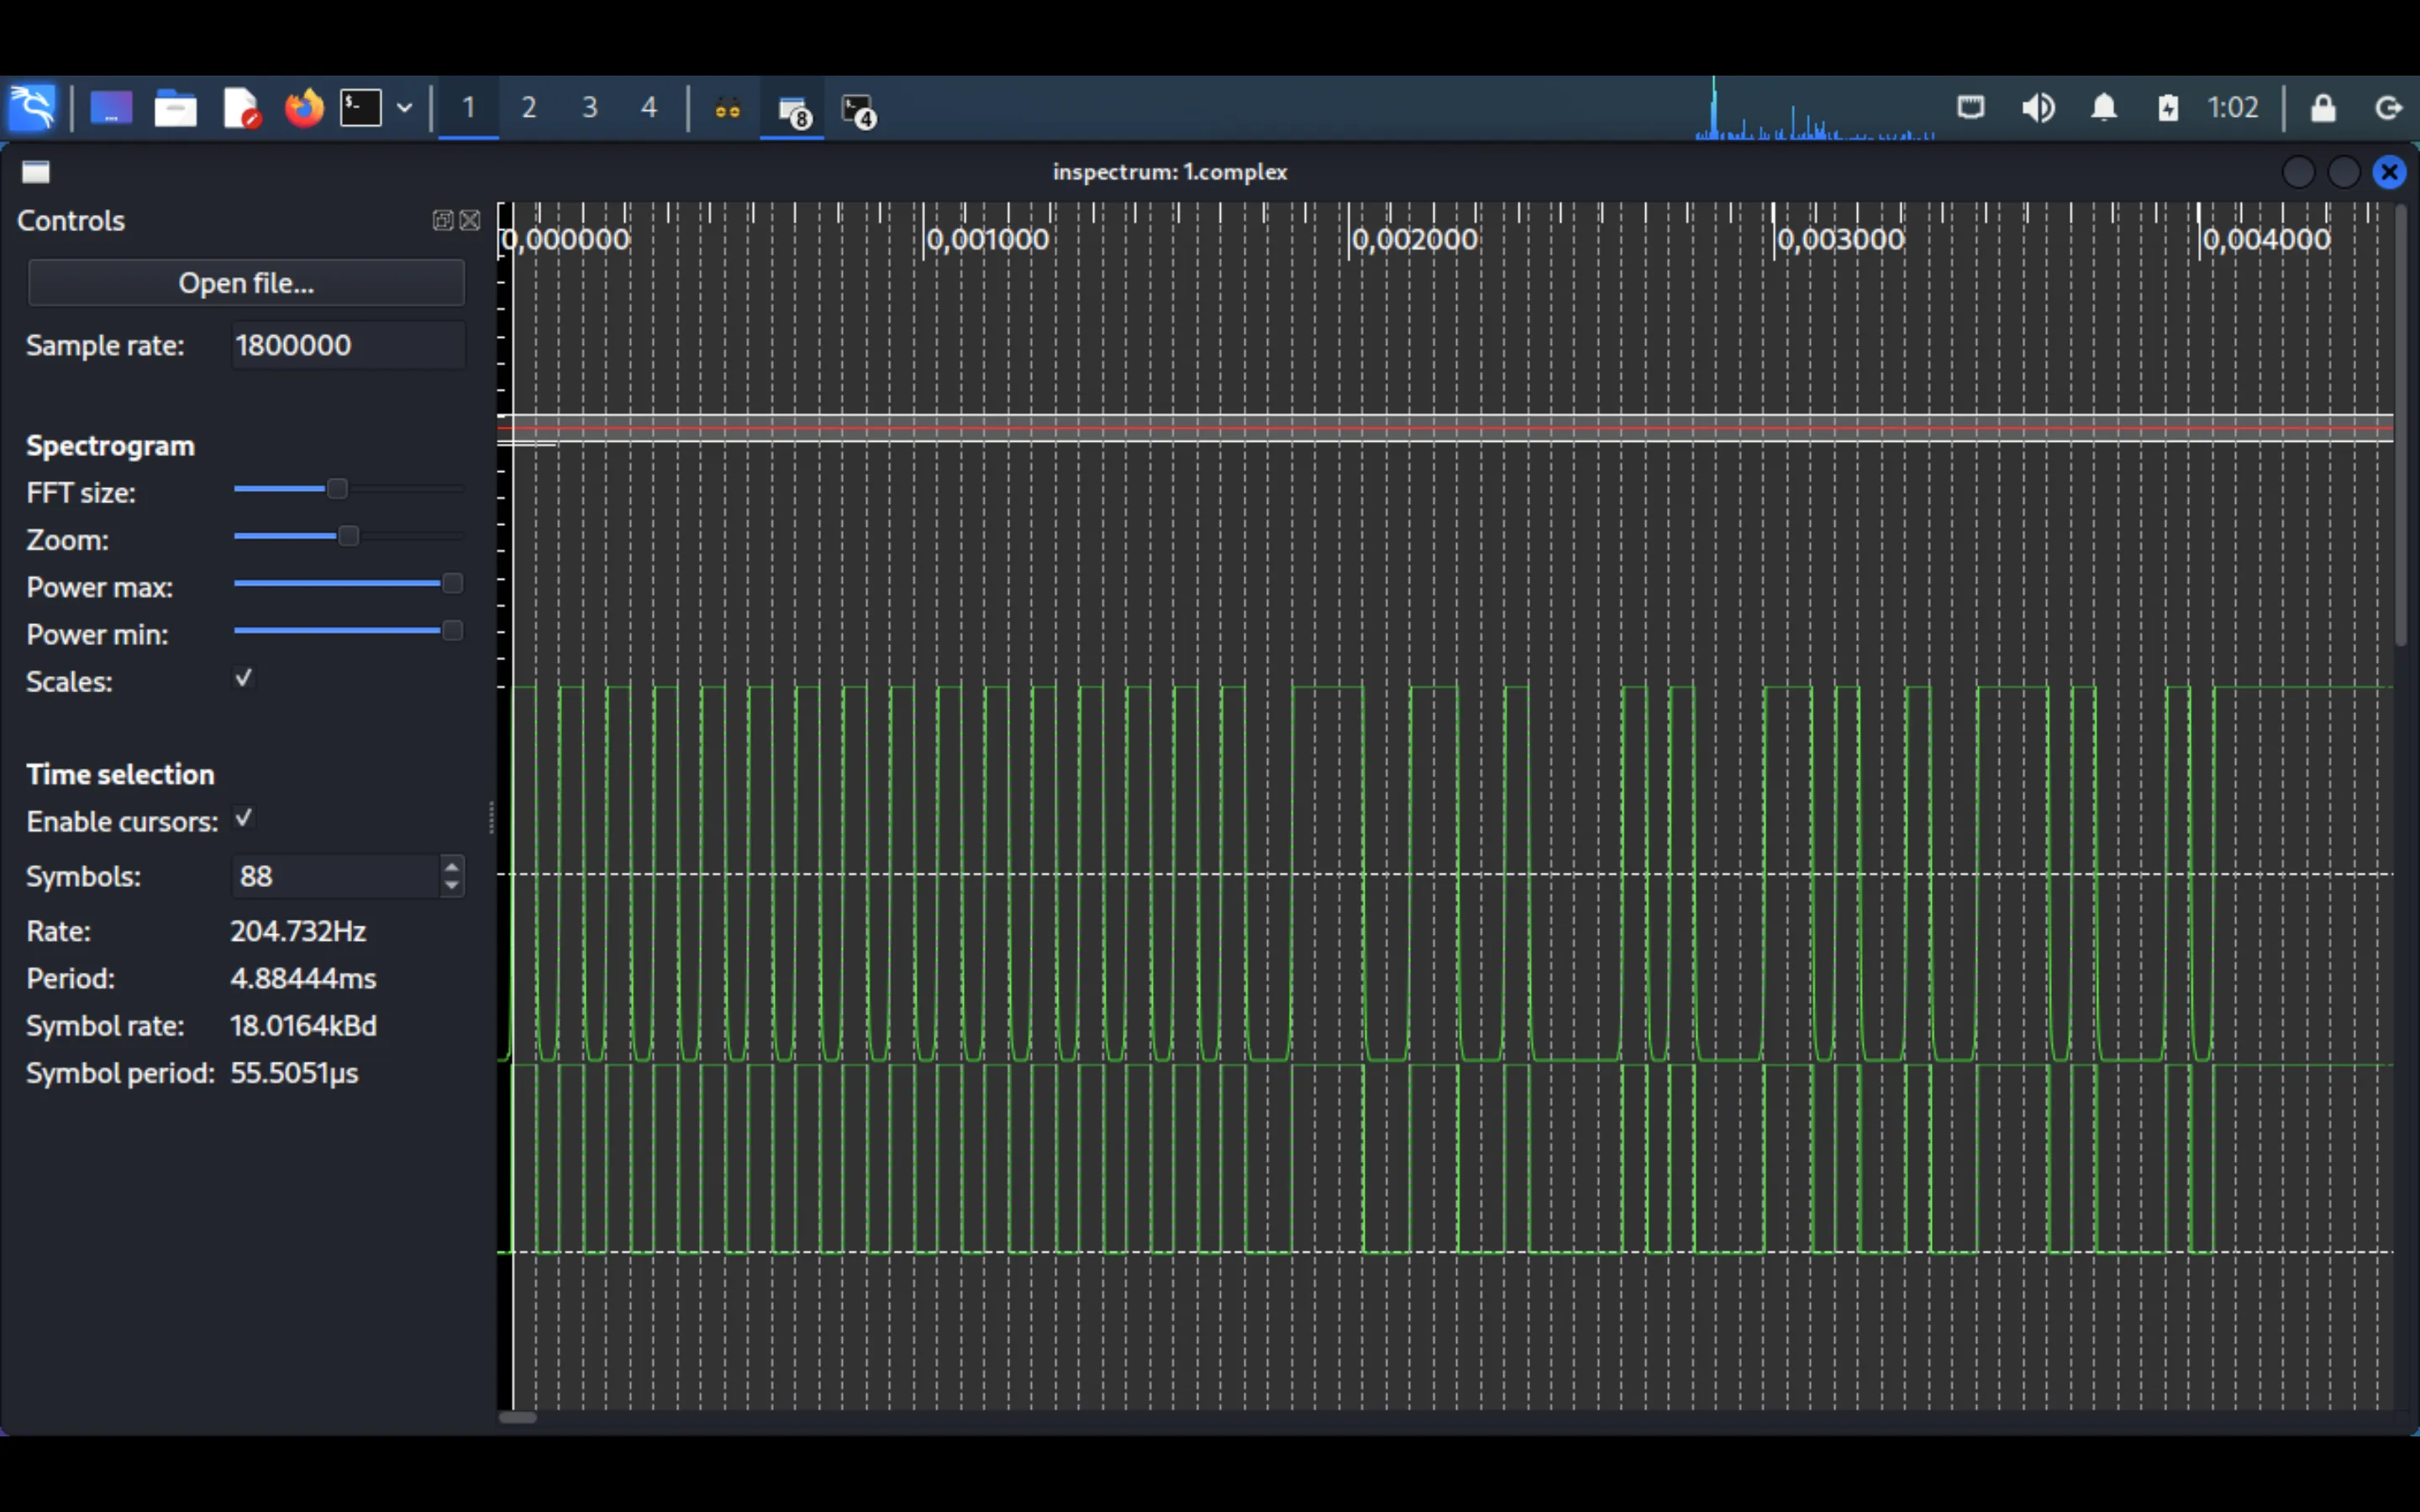 $-
1 2 3 4
8
$-
4
1:02
inspectrum: 1.complex
Controls
Open file...
Sample rate: 1800000
Spectrogram
FFT size:
Zoom:
Power max:
Power min:
Scales:
Time selection
Enable cursors:
Symbols: 88
Rate: 204.732Hz
Period: 4.88444ms
Symbol rate: 18.0164kBd
Symbol period: 55.5051µs
0,000000 0,001000 0,002000 0,003000 0,004000